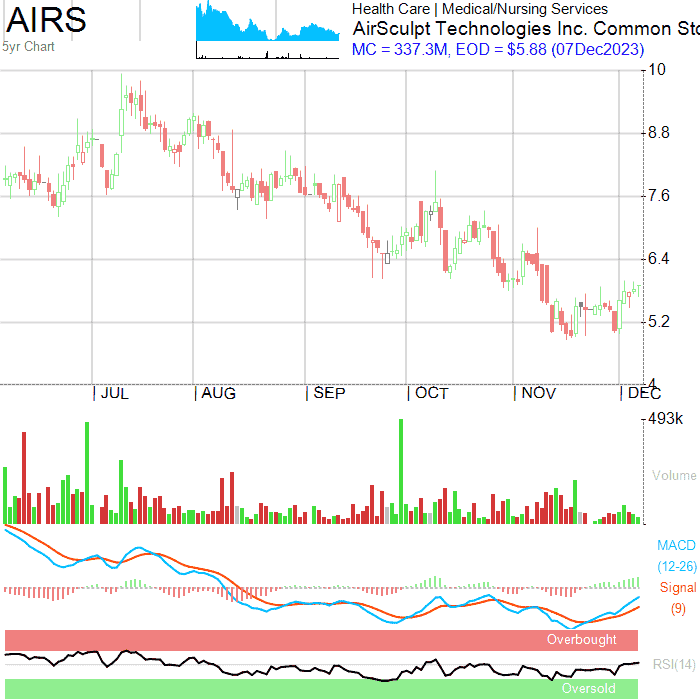 AIRS
5yr Chart
Health Care | Medical/Nursing Services
AirSculpt Technologies Inc. Common Sto
MC = 337.3M, EOD = $5.88 (07Dec2023)
10
8.8
7.6
6.4
5.2
4
JUL
AUG
SEP
OCT
NOV
DEC
493k
Volume
MACD
(12-26)
Signal
(9)
Overbought
RSI(14)
Oversold